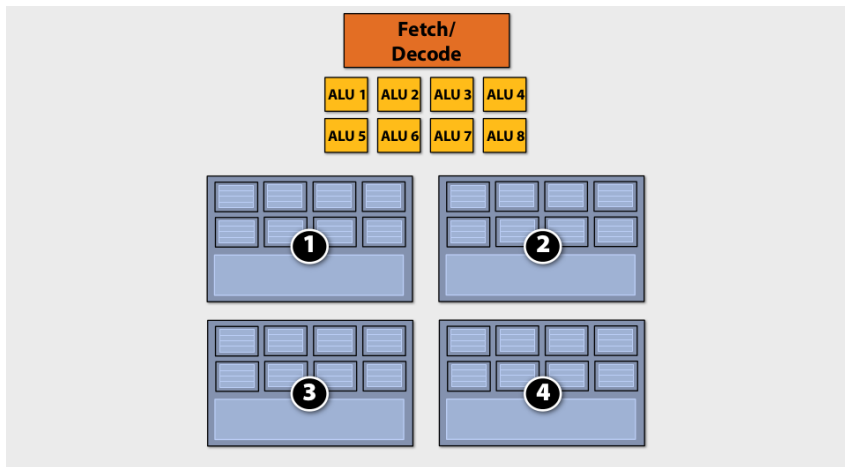 Fetch/
Decode
ALU 1 ALU 2 ALU 3 ALU 4
ALU 5 ALU 6 ALU 7 ALU 8
1 2
3 4